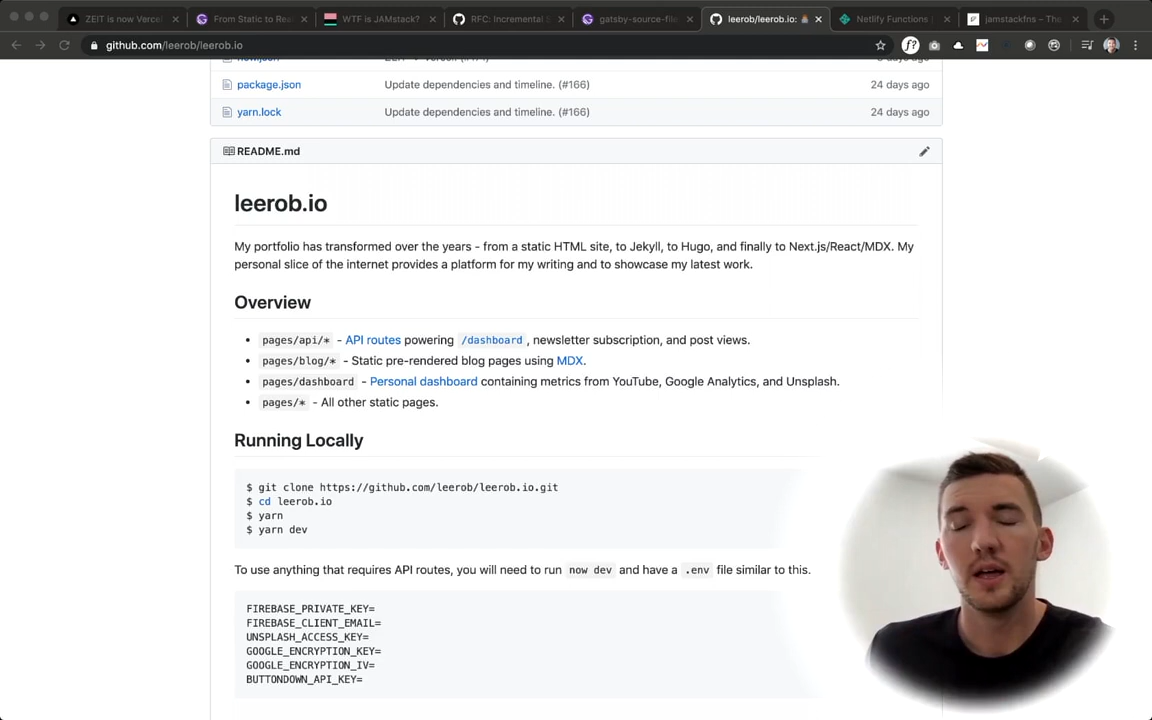 ZEIT is now Verce
From Static to Rea
WTF is JAMstack?
RFC: Incremental
gatsby-source-file
leerob/leerob.io:
Netlify Functions
jamstackfns – The
github.com/leerob/leerob.io
package.json Update dependencies and timeline. (#166) 24 days ago
yarn.lock Update dependencies and timeline. (#166) 24 days ago
README.md
leerob.io
My portfolio has transformed over the years - from a static HTML site, to Jekyll, to Hugo, and finally to Next.js/React/MDX. My
personal slice of the internet provides a platform for my writing and to showcase my latest work.
Overview
• pages/api/* - API routes powering /dashboard , newsletter subscription, and post views.
• pages/blog/* - Static pre-rendered blog pages using MDX.
• pages/dashboard - Personal dashboard containing metrics from YouTube, Google Analytics, and Unsplash.
• pages/* - All other static pages.
Running Locally
$ git clone https://github.com/leerob/leerob.io.git
$ cd leerob.io
$ yarn
$ yarn dev
To use anything that requires API routes, you will need to run now dev and have a .env file similar to this.
FIREBASE_PRIVATE_KEY=
FIREBASE_CLIENT_EMAIL=
UNSPLASH_ACCESS_KEY=
GOOGLE_ENCRYPTION_KEY=
GOOGLE_ENCRYPTION_IV=
BUTTONDOWN_API_KEY=